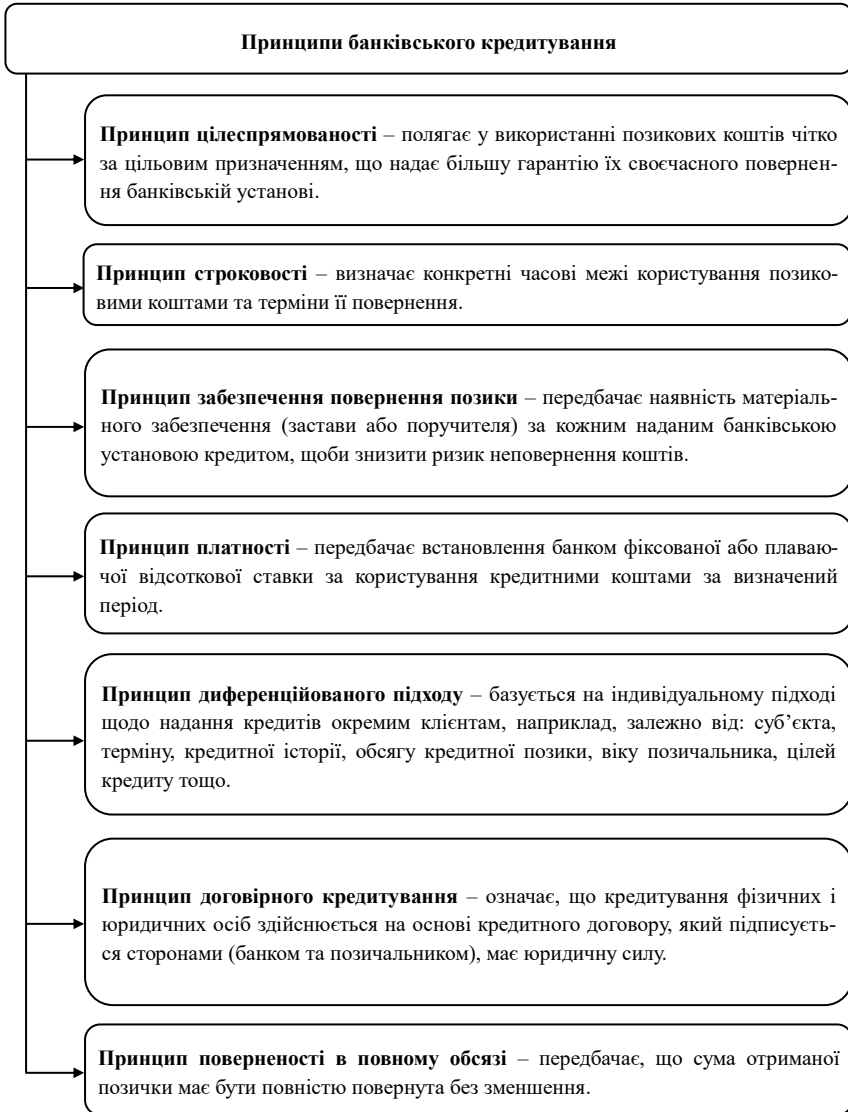 Принципи банківського кредитування
Принцип цілеспрямованості – полягає у використанні позикових коштів чітко
за цільовим призначенням, що надає більшу гарантію їх своєчасного повернен-
ня банківській установі.
Принцип строковості – визначає конкретні часові межі користування позико-
вими коштами та терміни її повернення.
Принцип забезпечення повернення позики – передбачає наявність матеріаль-
ного забезпечення (застави або поручителя) за кожним наданим банківською
установою кредитом, щоби знизити ризик неповернення коштів.
Принцип платності – передбачає встановлення банком фіксованої або плаваю-
чої відсоткової ставки за користування кредитними коштами за визначений
період.
Принцип диференційованого підходу – базується на індивідуальному підході
щодо надання кредитів окремим клієнтам, наприклад, залежно від: суб’єкта,
терміну, кредитної історії, обсягу кредитної позики, віку позичальника, цілей
кредиту тощо.
Принцип договірного кредитування – означає, що кредитування фізичних і
юридичних осіб здійснюється на основі кредитного договору, який підписуєть-
ся сторонами (банком та позичальником), має юридичну силу.
Принцип поверненості в повному обсязі – передбачає, що сума отриманої
позички має бути повністю повернута без зменшення.